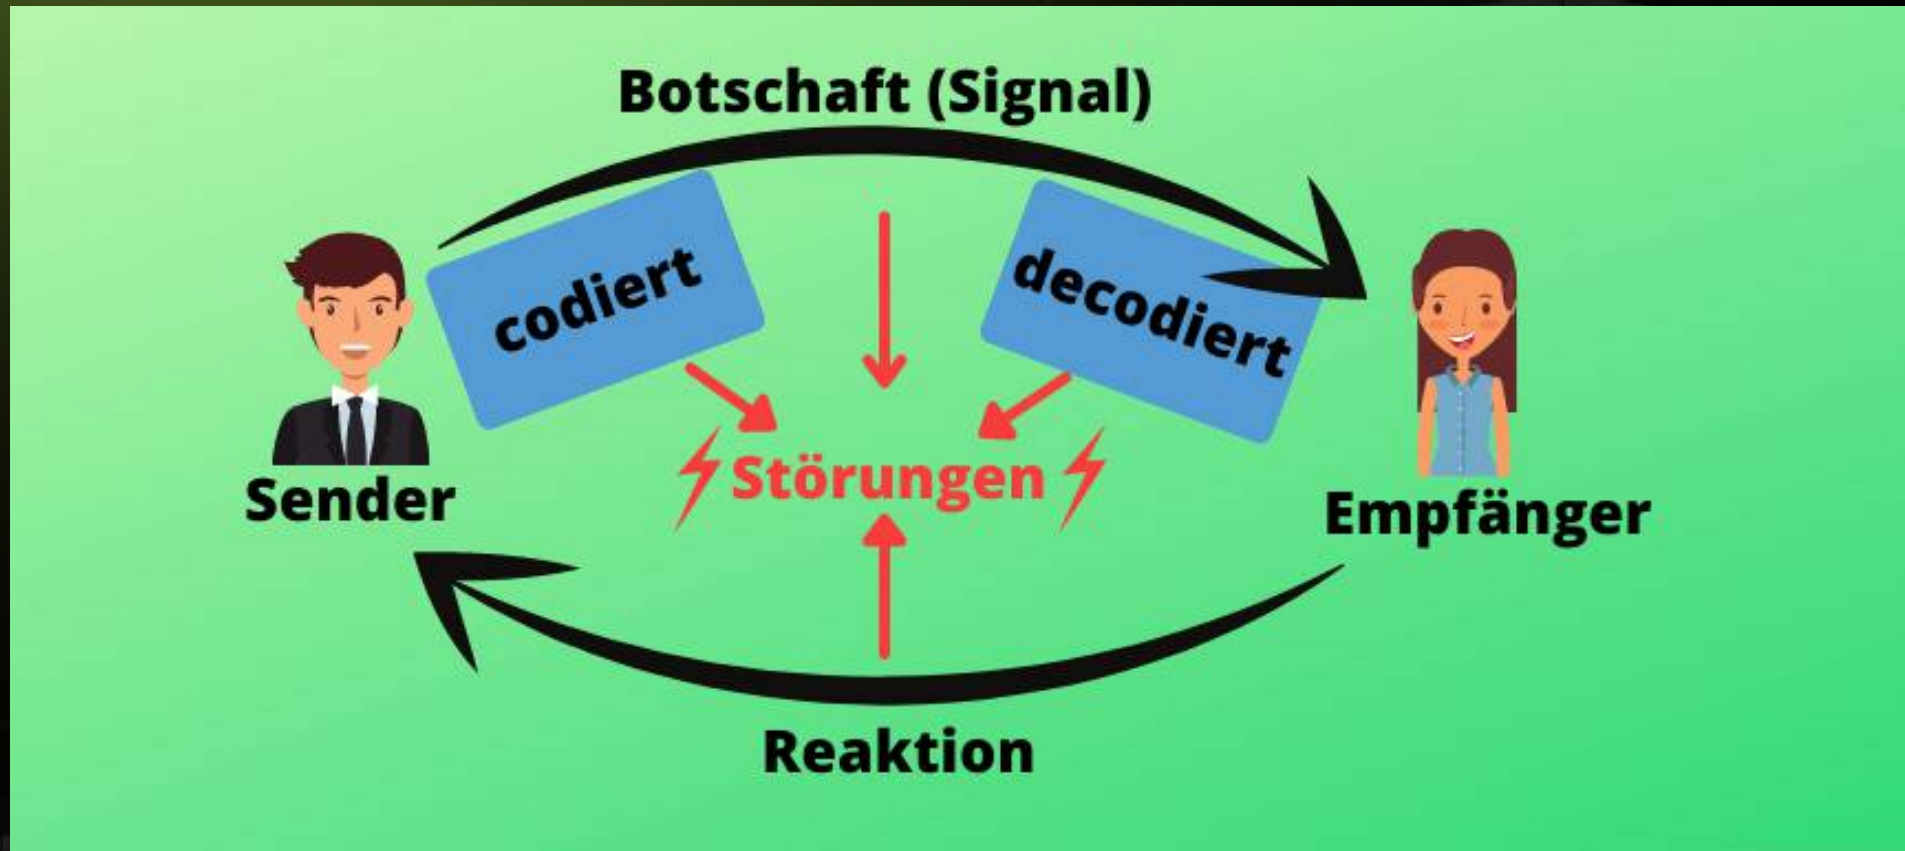 Botschaft (Signal)
codiert
decodiert
Störungen
Sender
Empfänger
Reaktion